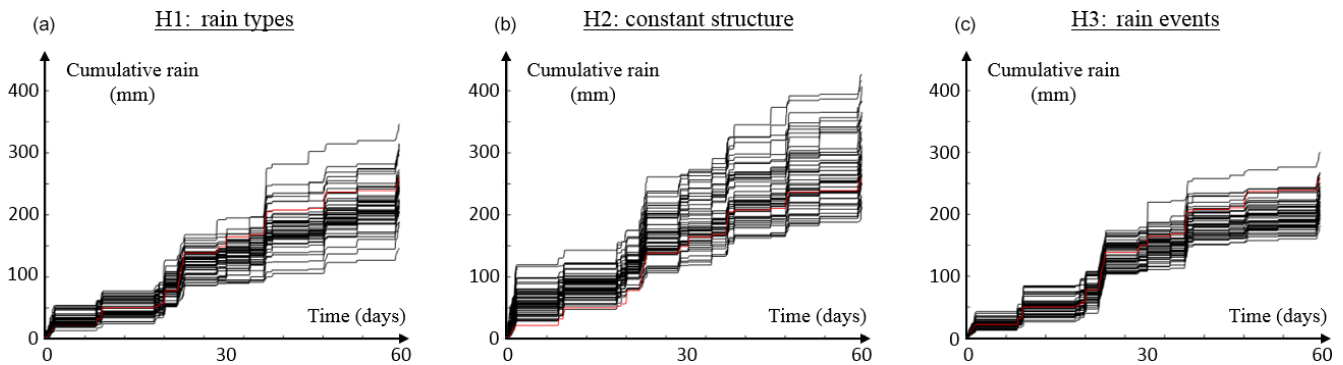 (a)
H1: rain types
Cumulative rain
(mm)
400
300
200
100
0
Time (days)
0
30
60
(b)
H2: constant structure
Cumulative rain
(mm)
400
300
200
100
0
Time (days)
0
30
60
(c)
H3: rain events
Cumulative rain
(mm)
400
300
200
100
0
Time (days)
0
30
60